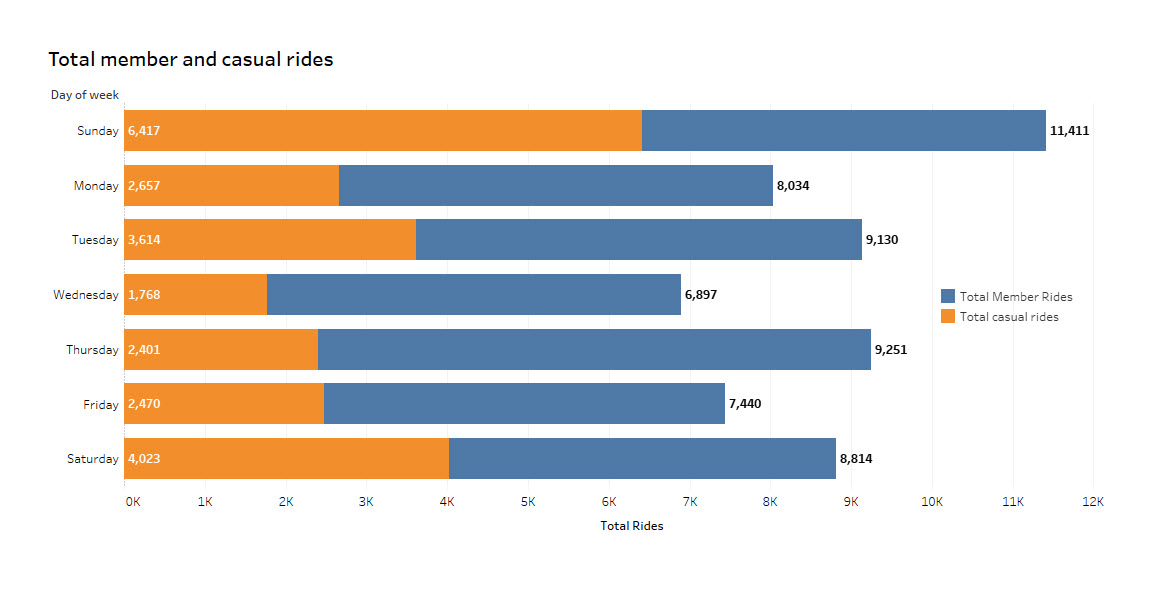 Total member and casual rides
Day of week
Sunday 6,417 11,411
Monday 2,657 8,034
Tuesday 3,614 9,130
Wednesday 1,768 6,897
Total Member Rides
Total casual rides
Thursday 2,401 9,251
Friday 2,470 7,440
Saturday 4,023 8,814
0K 1K 2K 3K 4K 5K 6K 7K 8K 9K 10K 11K 12K
Total Rides